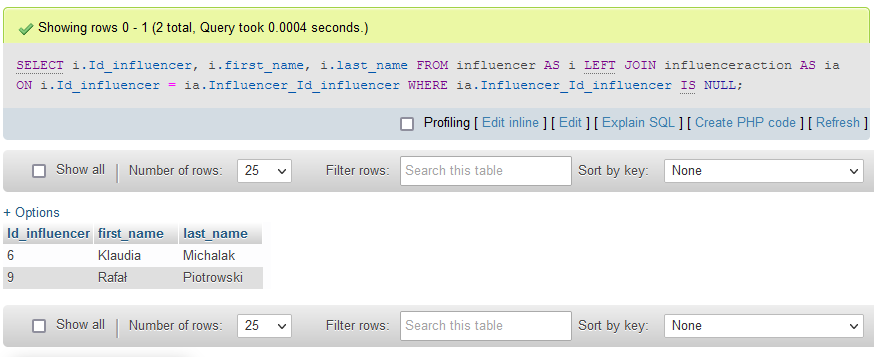 Showing rows 0 - 1 (2 total, Query took 0.0004 seconds.)
SELECT i.Id_influencer, i.first_name, i.last_name FROM influencer AS i LEFT JOIN influenceraction AS ia
ON i.Id_influencer = ia.Influencer_Id_influencer WHERE ia.Influencer_Id_influencer IS NULL;
Profiling [ Edit inline ] [ Edit ] [ Explain SQL ] [ Create PHP code ] [ Refresh ]
Show all Number of rows: 25 Filter rows: Search this table Sort by key: None
+ Options
Id_influencer first_name last_name
6 Klaudia Michalak
9 Rafał Piotrowski
Show all Number of rows: 25 Filter rows: Search this table Sort by key: None